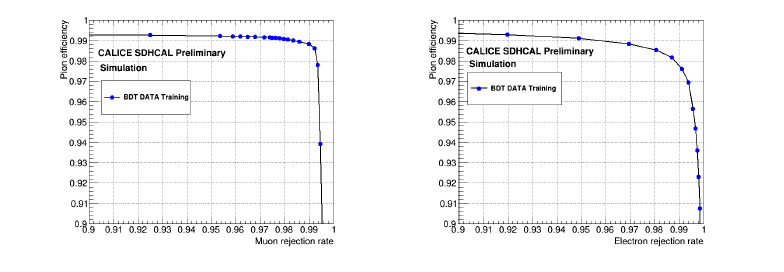 Pion efficiency
1
0.99
0.98
0.97
0.96
0.95
0.94
0.93
0.92
0.91
0.9
CALICE SDHCAL Preliminary
Simulation
BDT DATA Training
0.9 0.91 0.92 0.93 0.94 0.95 0.96 0.97 0.98 0.99 1
Muon rejection rate
Pion efficiency
1
0.99
0.98
0.97
0.96
0.95
0.94
0.93
0.92
0.91
0.9
CALICE SDHCAL Preliminary
Simulation
BDT DATA Training
0.9 0.91 0.92 0.93 0.94 0.95 0.96 0.97 0.98 0.99 1
Electron rejection rate